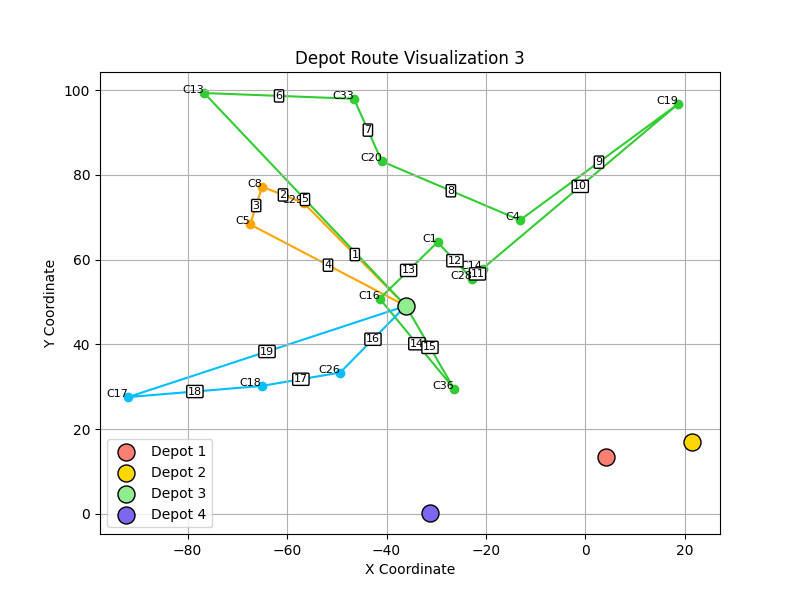 Depot Route Visualization 3
100
80
60
40
20
0
Y Coordinate
C13
6
C33
C19
7
C20
9
10
C8
2
5
8
3
C5
C4
C1
1
4
12
C14
13
11
C28
C16
14
15
16
19
C26
17
C36
C18
18
C17
Depot 1
Depot 2
Depot 3
Depot 4
−80
−60
−40
−20
0
20
X Coordinate